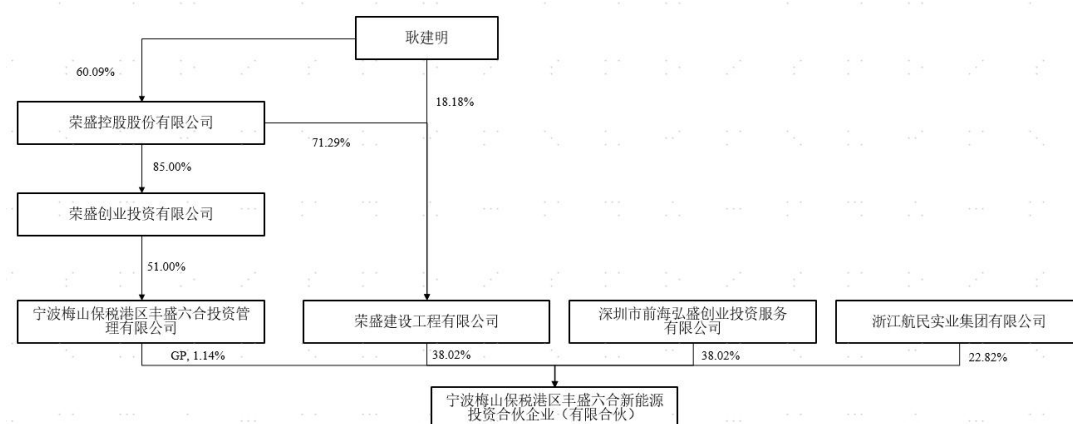 耿建明
60.09%
18.18%
荣盛控股股份有限公司
71.29%
85.00%
荣盛创业投资有限公司
51.00%
宁波梅山保税港区丰盛六合投资管
理有限公司
荣盛建设工程有限公司
深圳市前海弘盛创业投资服务
有限公司
浙江航民实业集团有限公司
GP, 1.14%
38.02%
38.02%
22.82%
宁波梅山保税港区丰盛六合新能源
投资合伙企业（有限合伙）